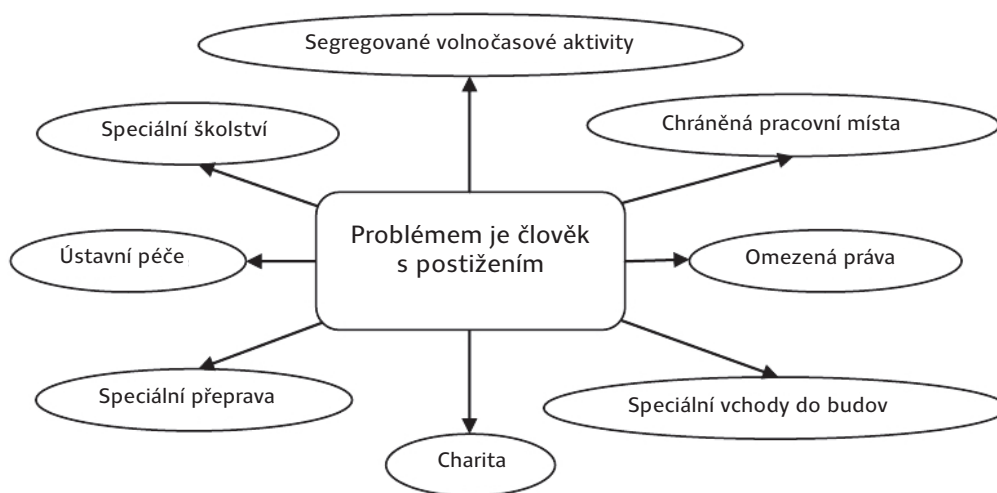 Segregované volnočasové aktivity
Speciální školství
Chráněná pracovní místa
Problémem je člověk
s postižením
Ústavní péče
Omezená práva
Speciální přeprava
Speciální vchody do budov
Charita